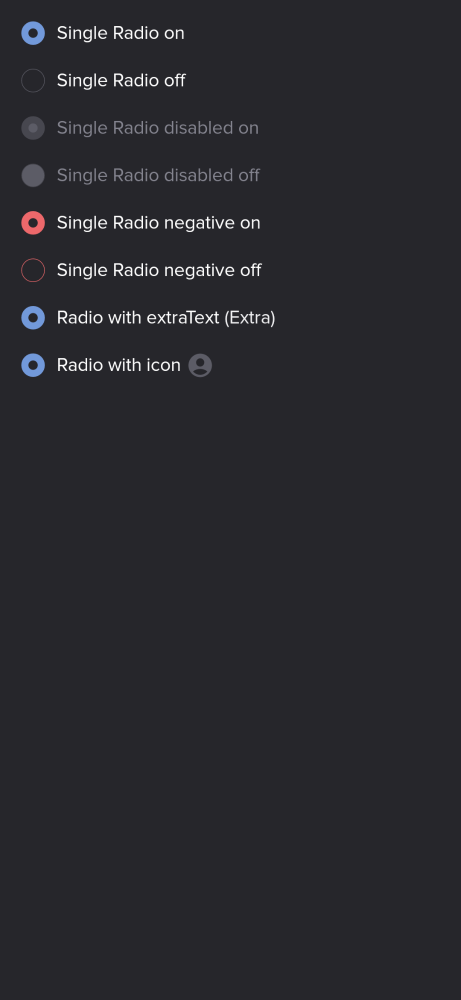 Single Radio on
Single Radio off
Single Radio disabled on
Single Radio disabled off
Single Radio negative on
Single Radio negative off
Radio with extraText (Extra)
Radio with icon